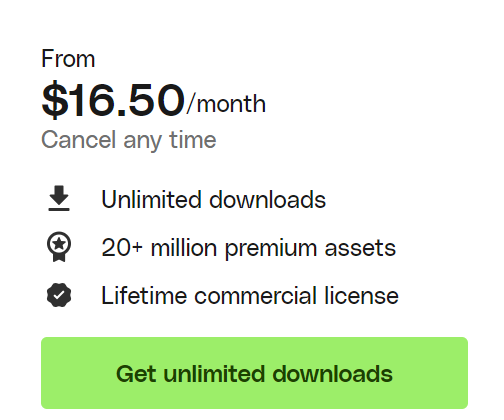 From
$16.50/month
Cancel any time
Unlimited downloads
20+ million premium assets
Lifetime commercial license
Get unlimited downloads